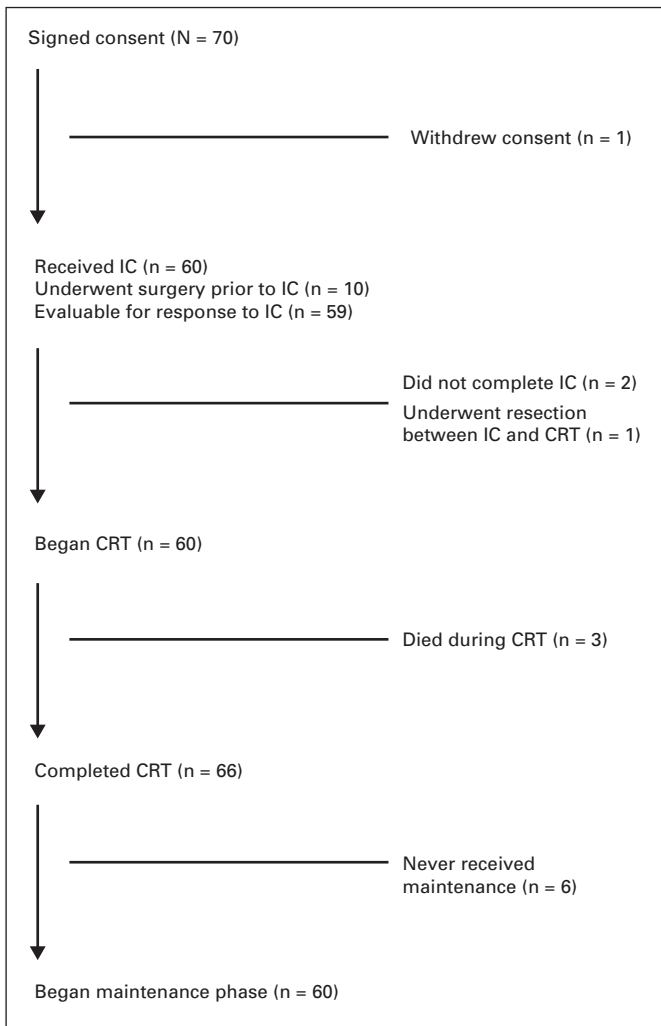 Signed consent (N = 70)
Withdrew consent (n = 1)
Received IC (n = 60)
Underwent surgery prior to IC (n = 10)
Evaluable for response to IC (n = 59)
Did not complete IC (n = 2)
Underwent resection
between IC and CRT (n = 1)
Began CRT (n = 60)
Died during CRT (n = 3)
Completed CRT (n = 66)
Never received
maintenance (n = 6)
Began maintenance phase (n = 60)